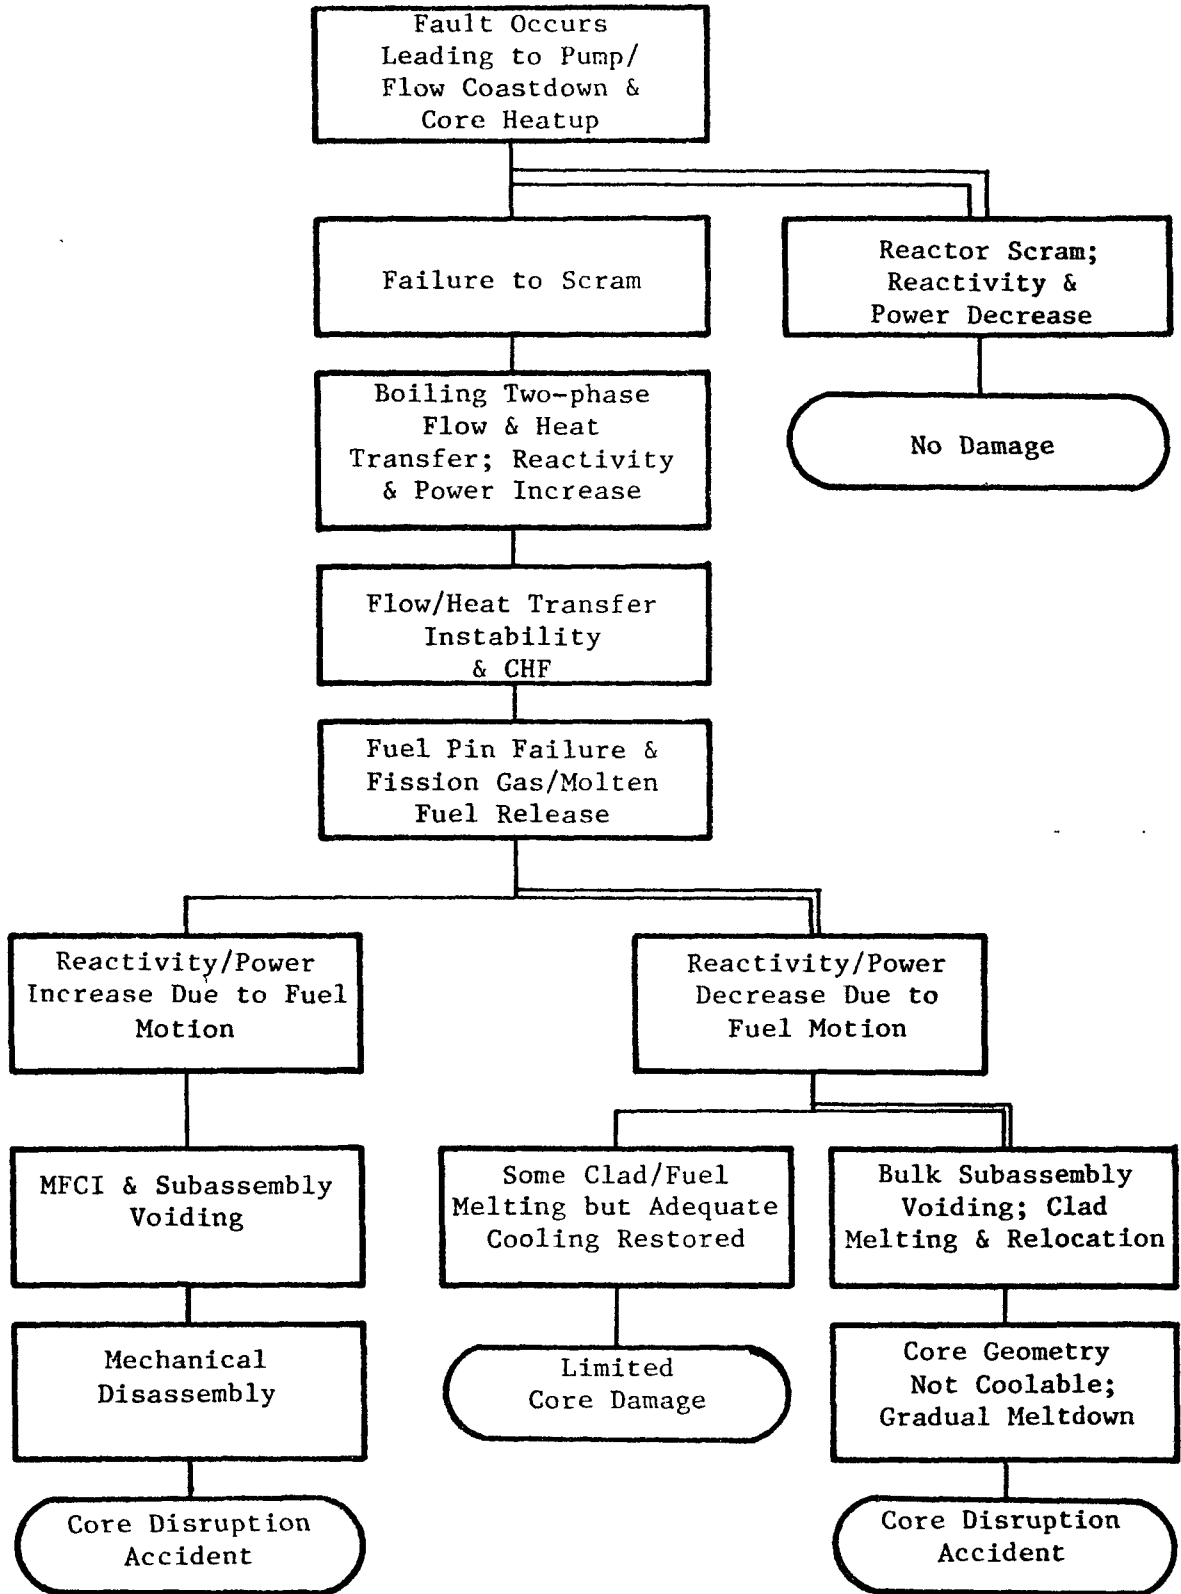 Fault Occurs
Leading to Pump/
Flow Coastdown &
Core Heatup
Failure to Scram
Reactor Scram;
Reactivity &
Power Decrease
Boiling Two-phase
Flow & Heat
Transfer; Reactivity
& Power Increase
No Damage
Flow/Heat Transfer
Instability
& CHF
Fuel Pin Failure &
Fission Gas/Molten
Fuel Release
Reactivity/Power
Increase Due to Fuel
Motion
Reactivity/Power
Decrease Due to
Fuel Motion
MFCI & Subassembly
Voiding
Some Clad/Fuel
Melting but Adequate
Cooling Restored
Bulk Subassembly
Voiding; Clad
Melting & Relocation
Mechanical
Disassembly
Limited
Core Damage
Core Geometry
Not Coolable;
Gradual Meltdown
Core Disruption
Accident
Core Disruption
Accident